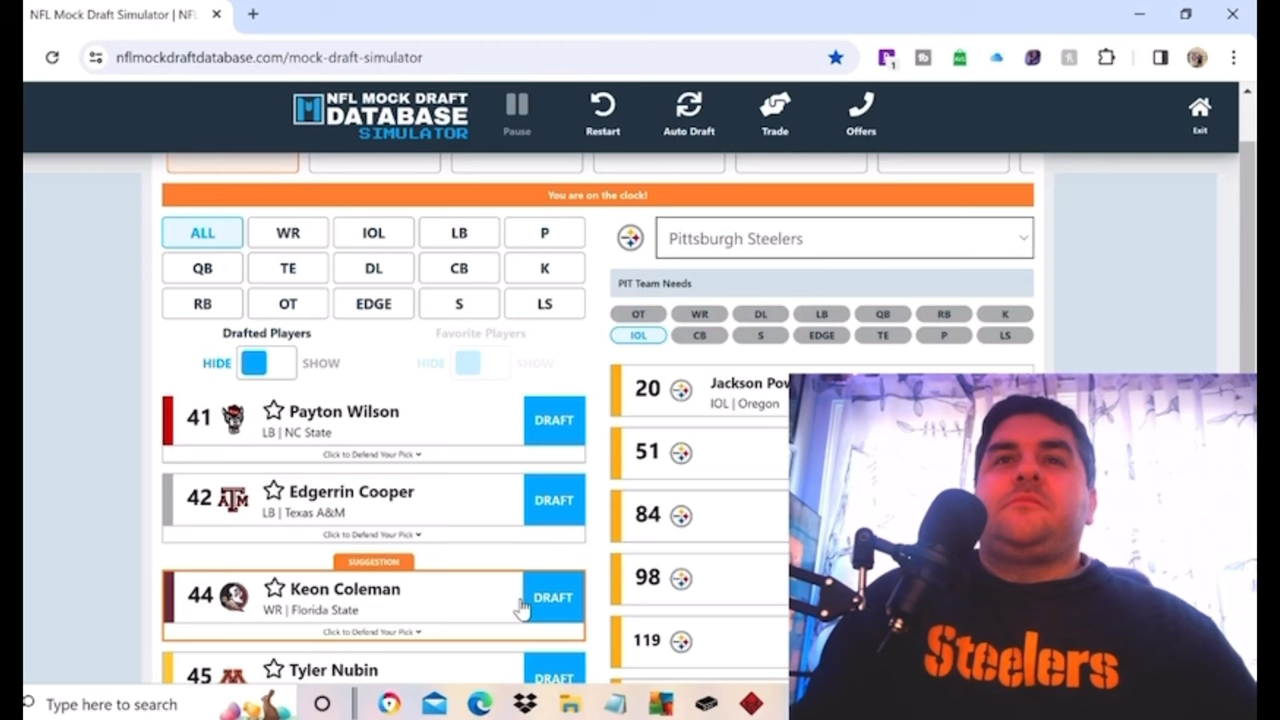 NFL Mock Draft Simulator | NF
nflmockdraftdatabase.com/mock-draft-simulator
1
NFL MOCK DRAFT
DATABASE
SIMULATOR
Pause
Restart
Auto Draft
Trade
Offers
Exit
You are on the clock!
ALL WR IOL LB P
QB TE DL CB K
RB OT EDGE S LS
Drafted Players
HIDE SHOW
Favorite Players
HIDE SHOW
41 Payton Wilson
LB | NC State
DRAFT
Click to Defend Your Pick
42 Edgerrin Cooper
LB | Texas A&M
DRAFT
Click to Defend Your Pick
SUGGESTION
44 Keon Coleman
WR | Florida State
DRAFT
Click to Defend Your Pick
45 Tyler Nubin
DRAFT
Pittsburgh Steelers
PIT Team Needs
OT WR DL LB QB RB K
IOL CB S EDGE TE P LS
20 Jackson Pow
IOL | Oregon
51
84
98
119
Steelers
Type here to search